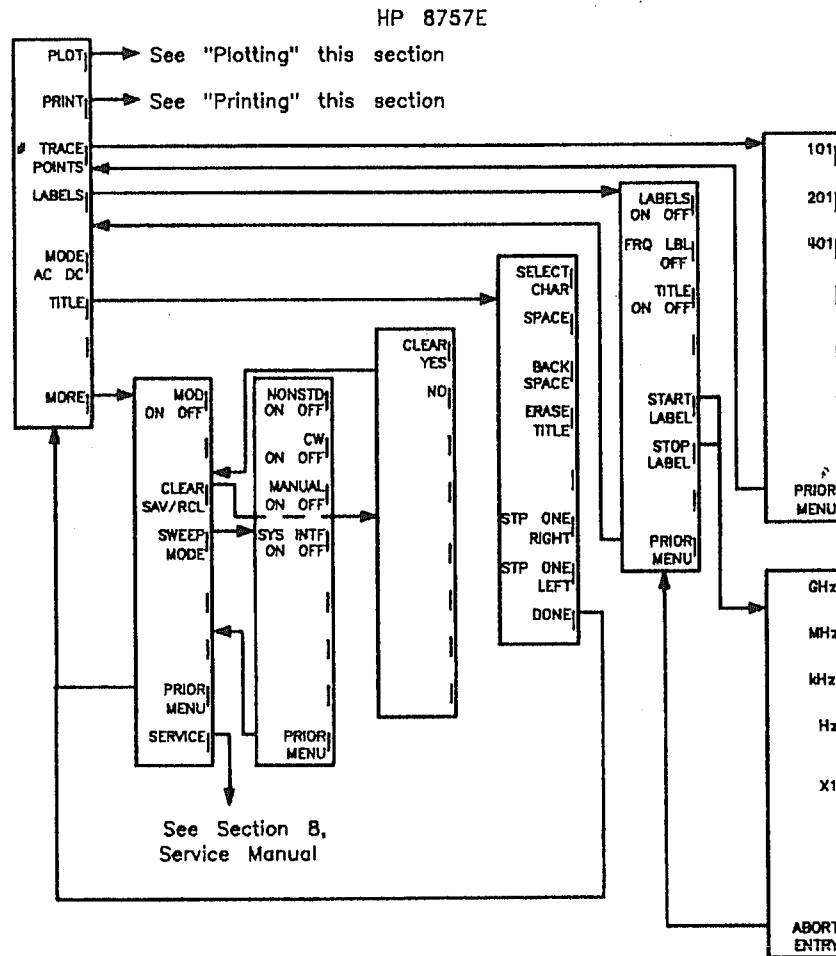 HP 8757E
PLOT
See "Plotting" this section
PRINT
See "Printing" this section
# TRACE
POINTS
LABELS
MODE
AC DC
TITLE
MORE
MOD
ON OFF
CLEAR
SAV/RCL
SWEEP
MODE
PRIOR
MENU
SERVICE
See Section 8,
Service Manual
NONSTD
ON OFF
CW
ON OFF
MANUAL
ON OFF
SYS INTF
ON OFF
PRIOR
MENU
CLEAR
YES
NO
SELECT
CHAR
SPACE
BACK
SPACE
ERASE
TITLE
STP ONE
RIGHT
STP ONE
LEFT
DONE
LABELS
ON OFF
FRQ LBL
OFF
TITLE
ON OFF
START
LABEL
STOP
LABEL
PRIOR
MENU
101
201
401
PRIOR
MENU
GHz
MHz
kHz
Hz
X1
ABORT
ENTRY